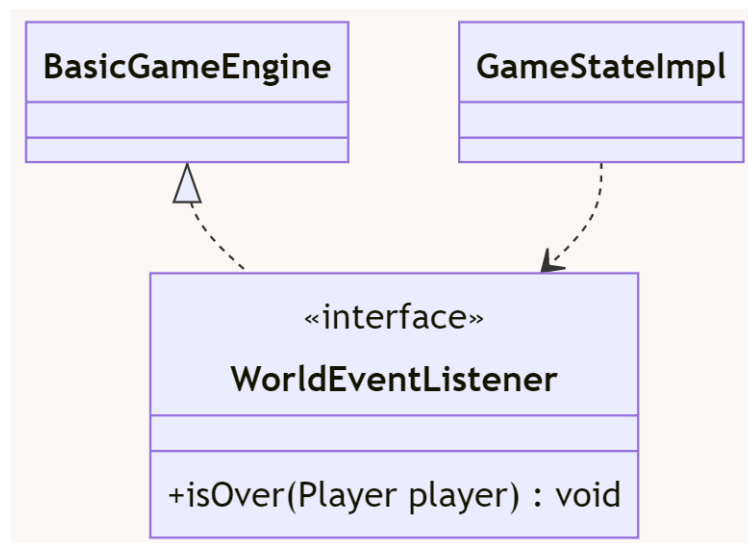 BasicGameEngine
GameStateImpl
«interface»
WorldEventListener
+isOver(Player player) : void